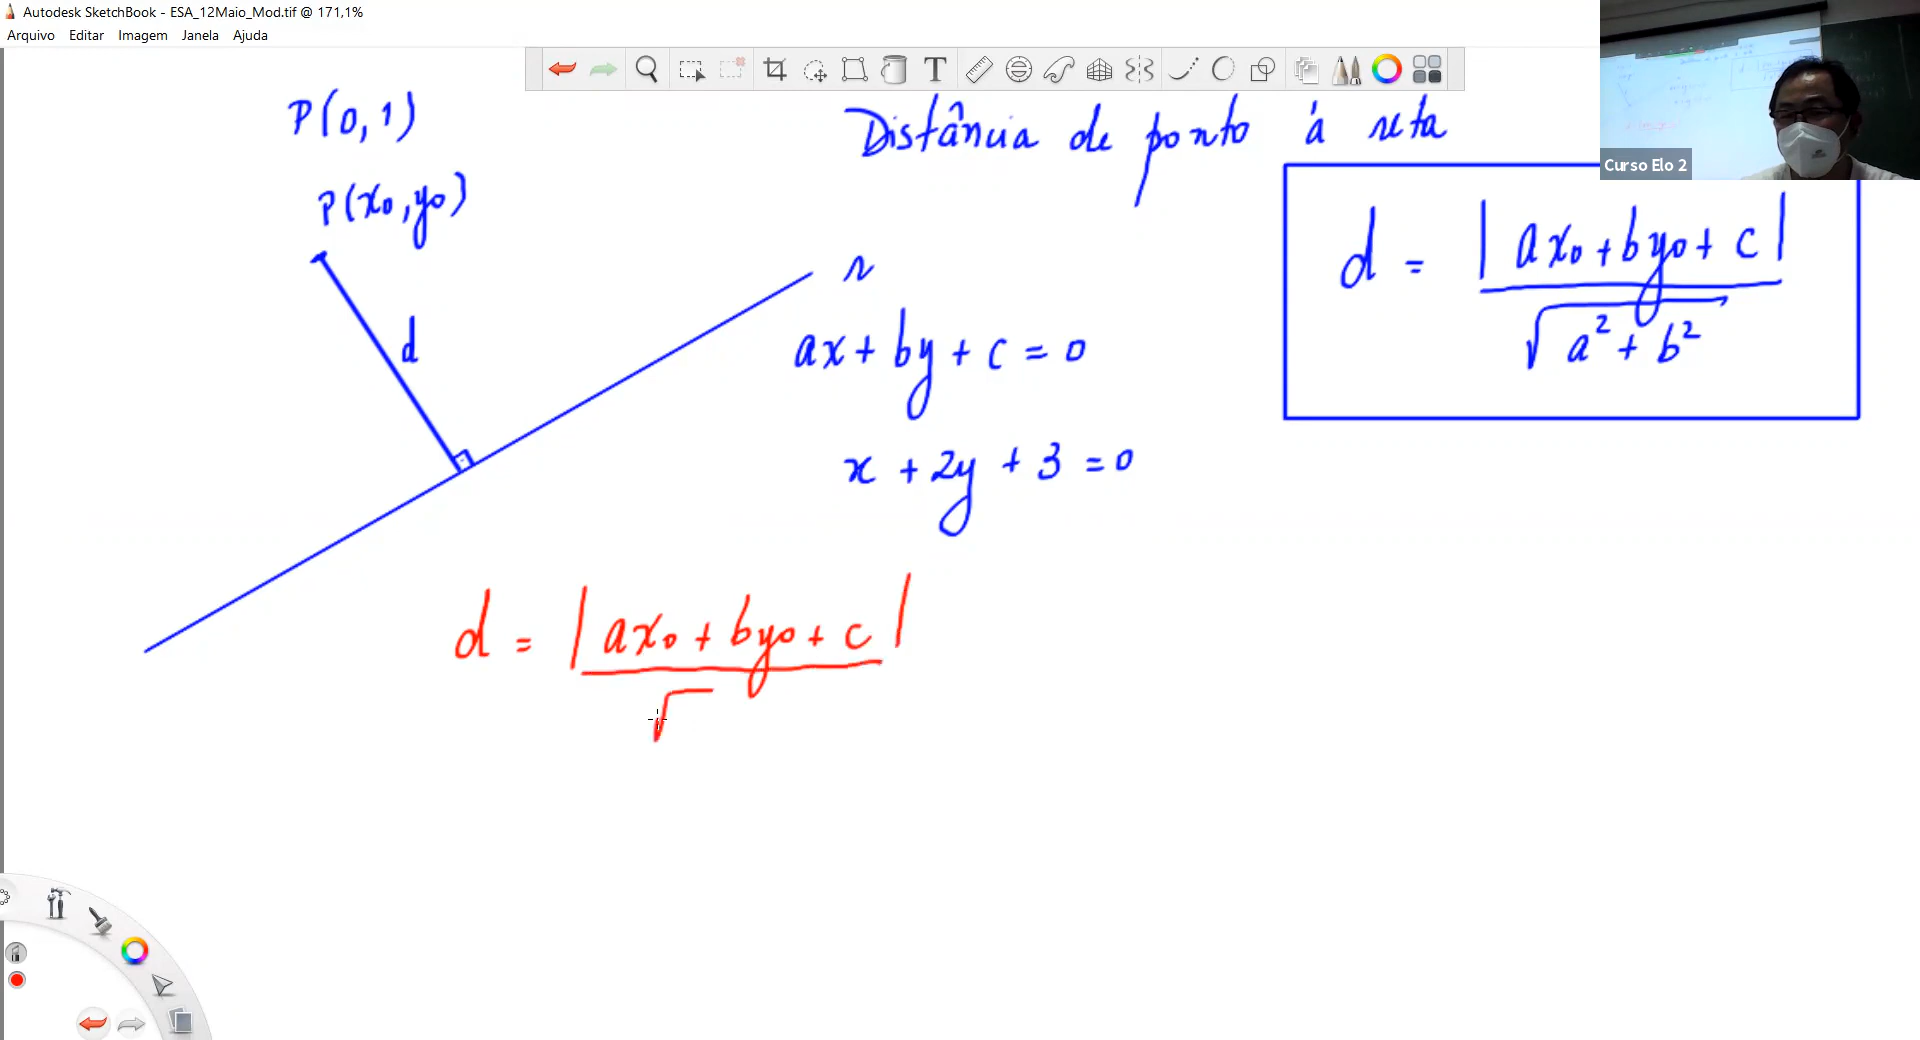 Autodesk SketchBook - ESA_12Maio_Mod.tif @ 171,1%
Arquivo Editar Imagem Janela Ajuda
T
P(0,1)
Distância de ponto à reta
Curso Elo 2
P(x₀,y₀)
d = |ax₀+by₀+c|
√a²+b²
r
d
ax+by+c=0
x+2y+3=0
d = |ax₀+by₀+c|
√